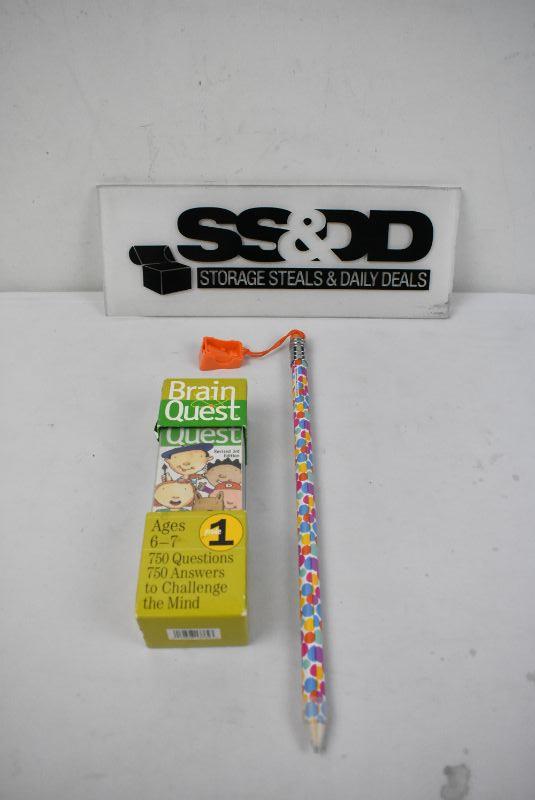 SS&DD
STORAGE STEALS & DAILY DEALS
Brain
Quest
Quest
Revised 3rd
Edition
Ages
6-7
grade
1
750 Questions
750 Answers
to Challenge
the Mind